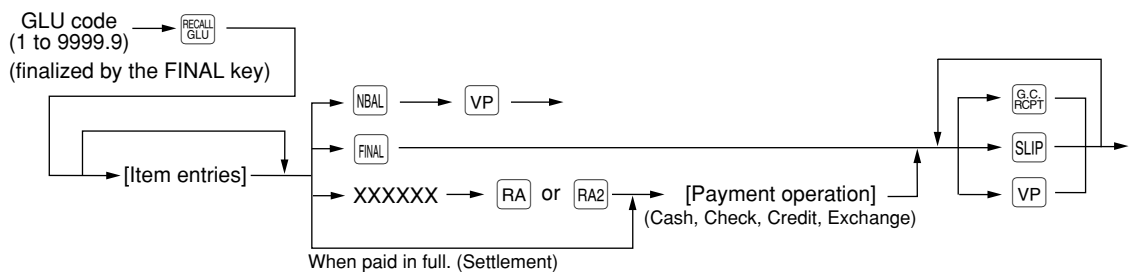 GLU code
(1 to 9999.9)
RECALL
GLU
(finalized by the FINAL key)
NBAL
VP
G.C.
RCPT
[Item entries]
FINAL
SLIP
XXXXXX
RA or RA2
[Payment operation]
VP
(Cash, Check, Credit, Exchange)
When paid in full. (Settlement)